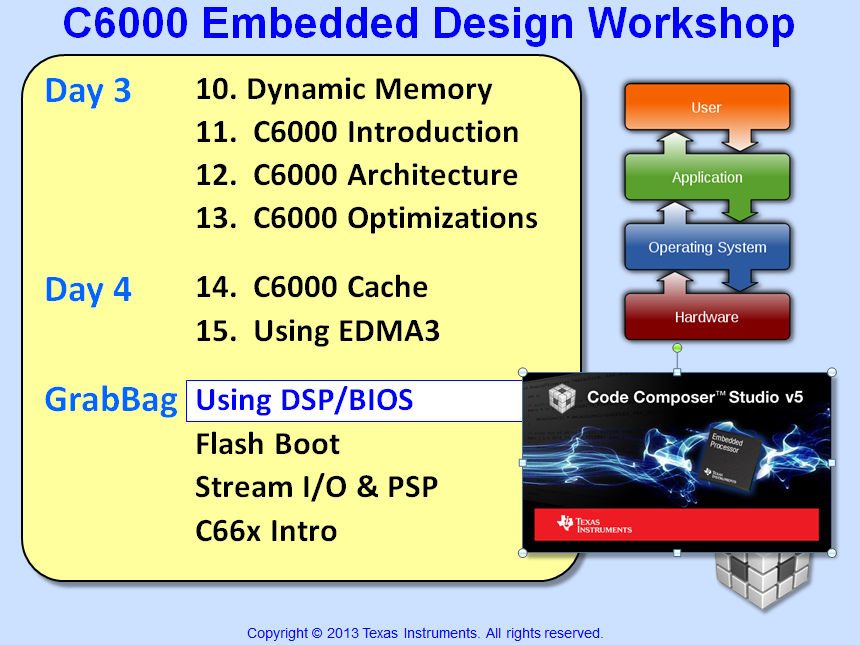 C6000 Embedded Design Workshop
Day 3
10. Dynamic Memory
11. C6000 Introduction
12. C6000 Architecture
13. C6000 Optimizations
Day 4
14. C6000 Cache
15. Using EDMA3
GrabBag
Using DSP/BIOS
Flash Boot
Stream I/O & PSP
C66x Intro
User
Application
Operating System
Hardware
Code Composer™ Studio v5
Embedded
Processor
TEXAS
INSTRUMENTS
TEXAS
INSTRUMENTS
Copyright © 2013 Texas Instruments. All rights reserved.